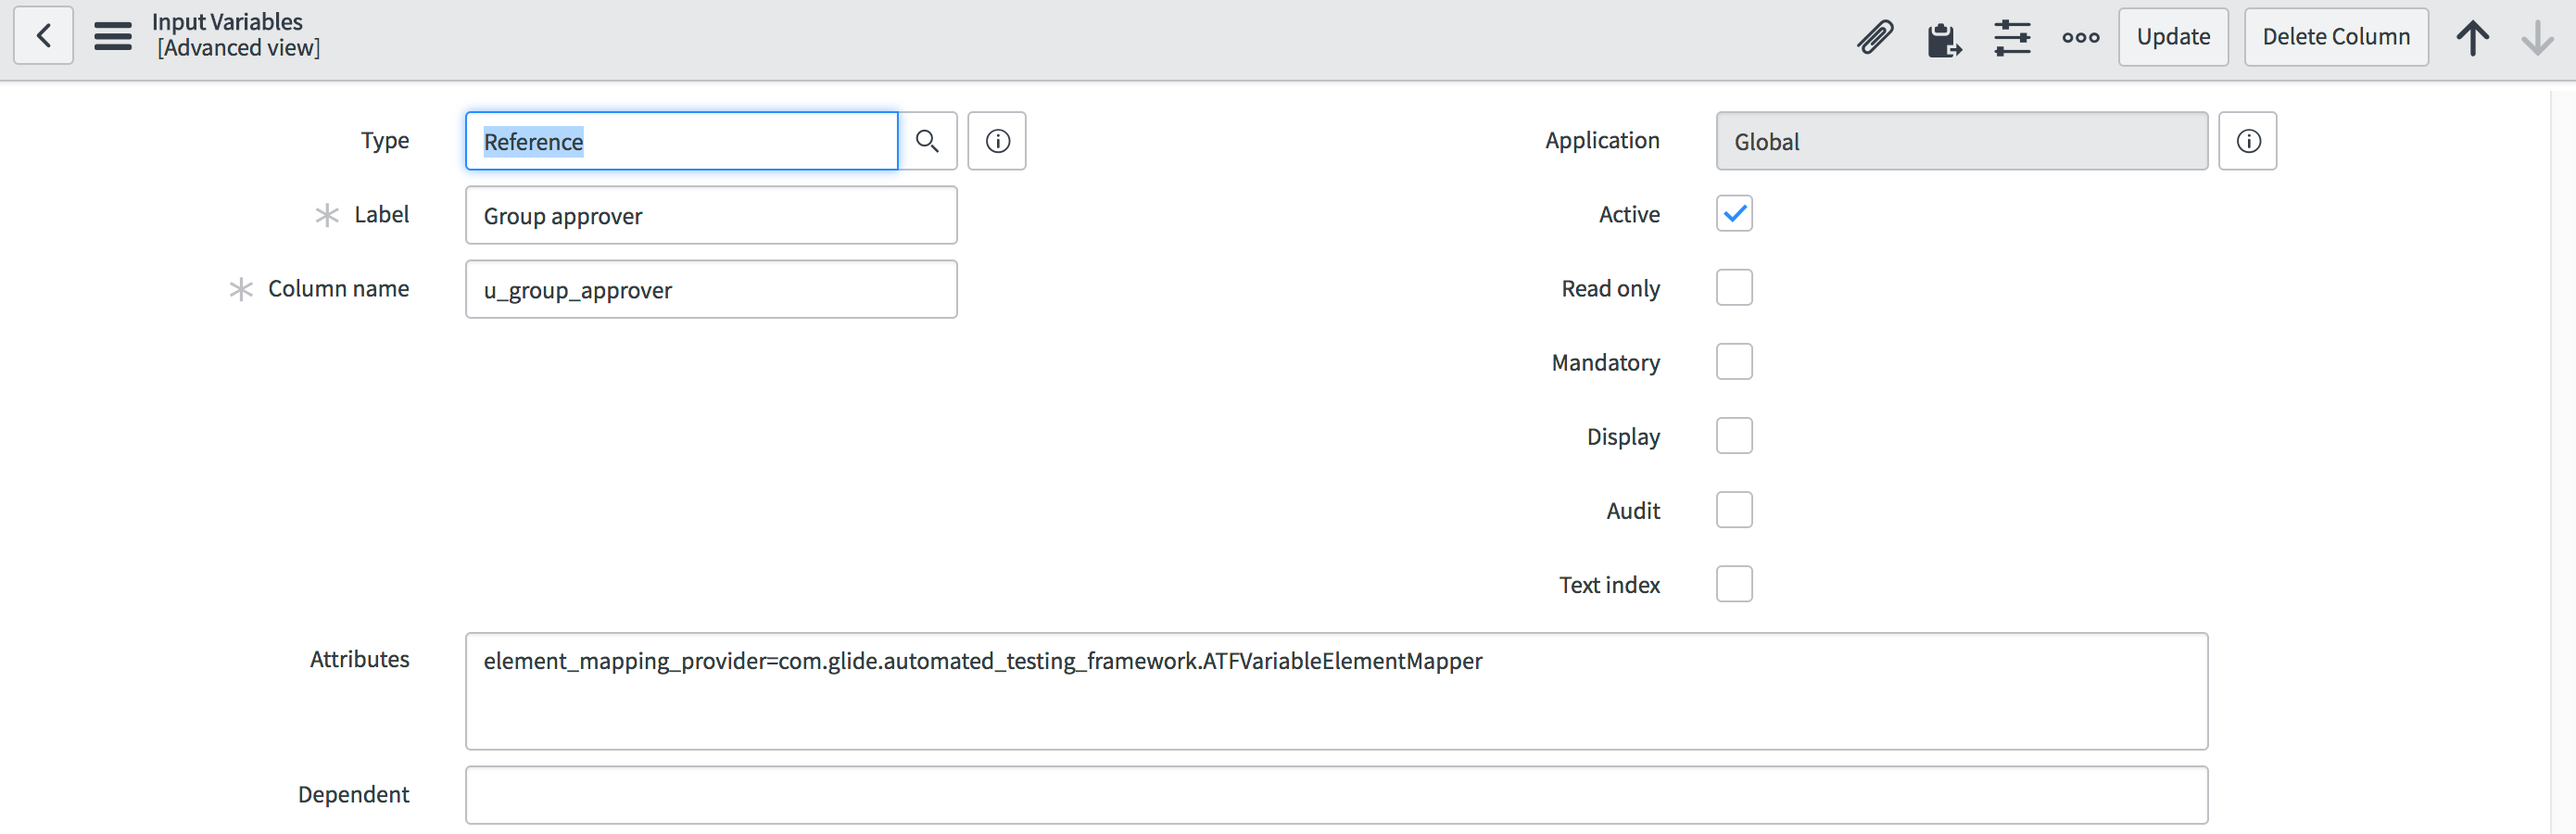 Input Variables
[Advanced view]
Update
Delete Column
Type
Reference
Application
Global
Label
Group approver
Active
Column name
u_group_approver
Read only
Mandatory
Display
Audit
Text index
Attributes
element_mapping_provider=com.glide.automated_testing_framework.ATFVariableElementMapper
Dependent